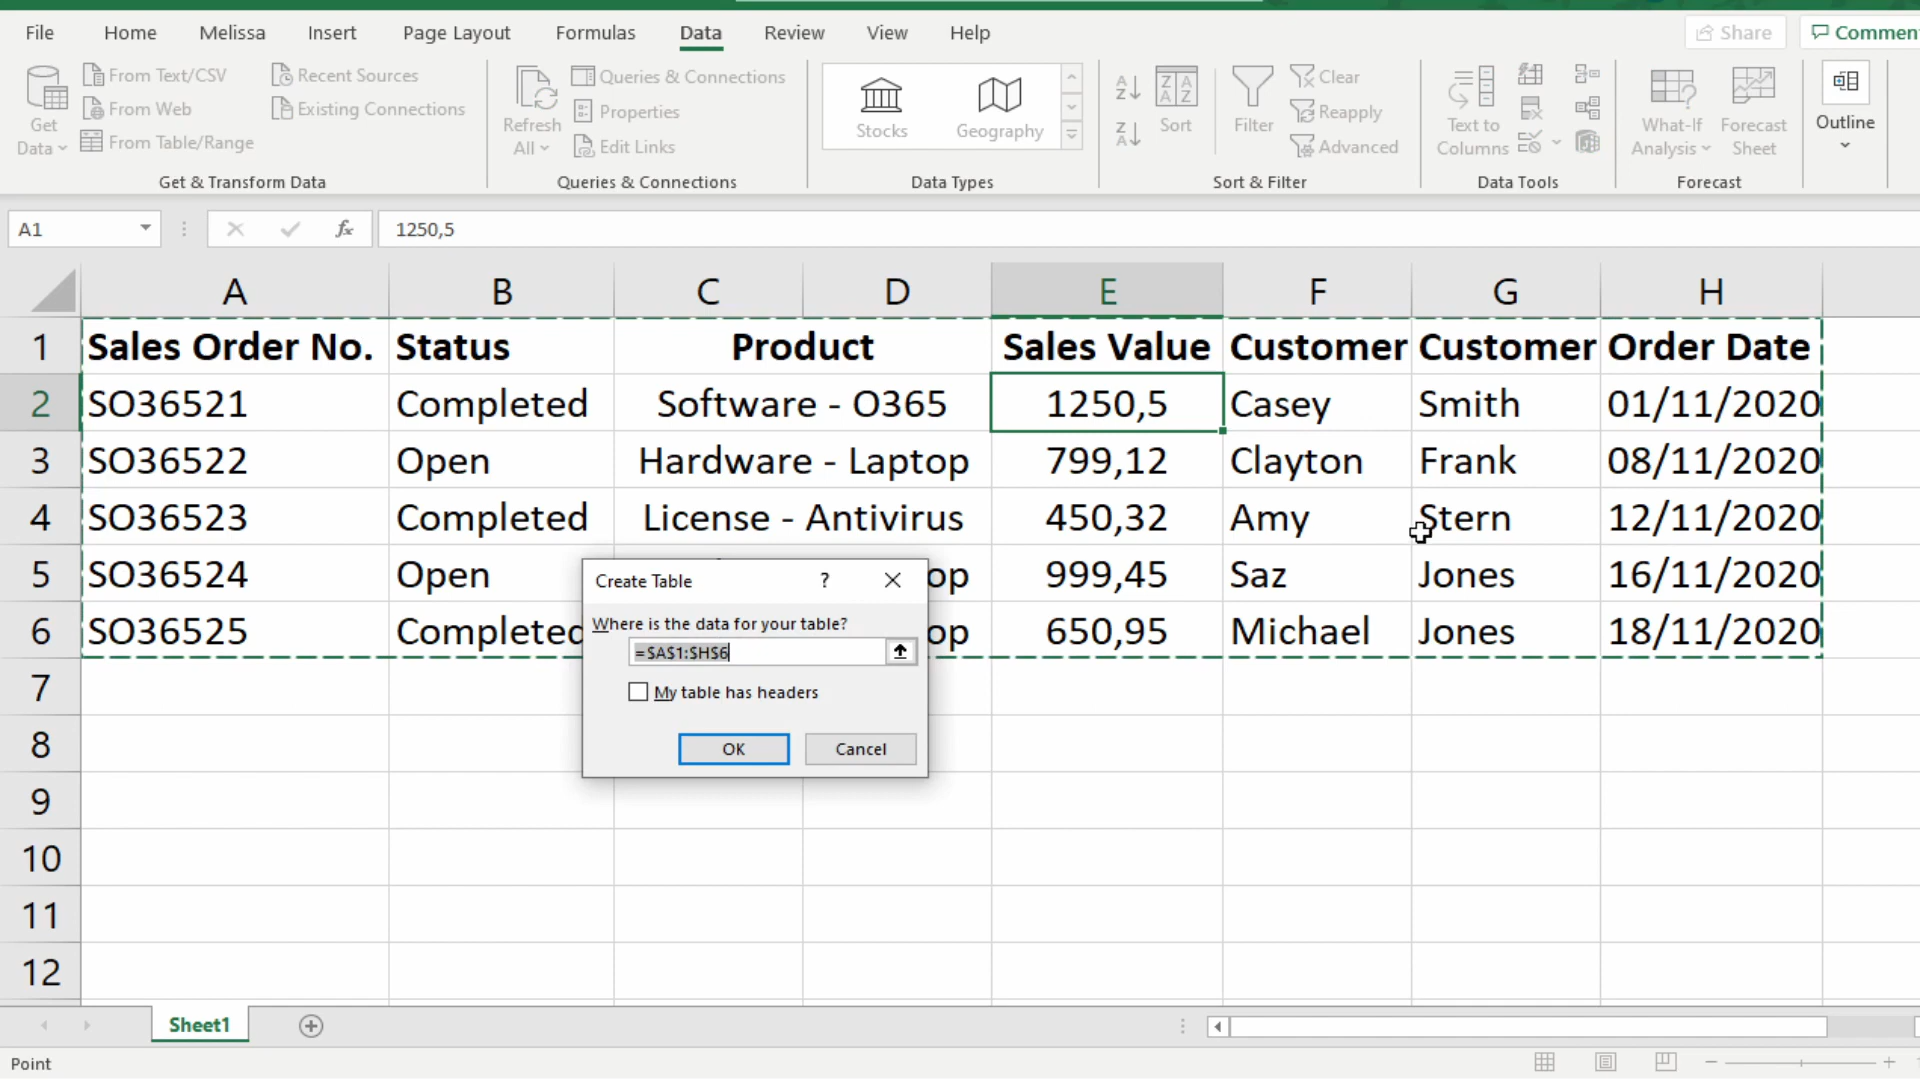 File Home Melissa Insert Page Layout Formulas Data Review View Help Share Commen
Get Data
From Text/CSV
From Web
From Table/Range
Recent Sources
Existing Connections
Get & Transform Data
Refresh All
Queries & Connections
Properties
Edit Links
Queries & Connections
Stocks Geography
Data Types
Sort
Filter
Clear
Reapply
Advanced
Sort & Filter
Text to Columns
Data Tools
What-If Analysis
Forecast Sheet
Forecast
Outline
A1 fx 1250,5
A B C D E F G H
1 Sales Order No. Status Product Sales Value Customer Customer Order Date
2 SO36521 Completed Software - O365 1250,5 Casey Smith 01/11/2020
3 SO36522 Open Hardware - Laptop 799,12 Clayton Frank 08/11/2020
4 SO36523 Completed License - Antivirus 450,32 Amy Stern 12/11/2020
5 SO36524 Open op 999,45 Saz Jones 16/11/2020
6 SO36525 Completed op 650,95 Michael Jones 18/11/2020
7
8
9
10
11
12
Create Table ?
Where is the data for your table?
=$A$1:$H$6
My table has headers
OK Cancel
Sheet1
Point